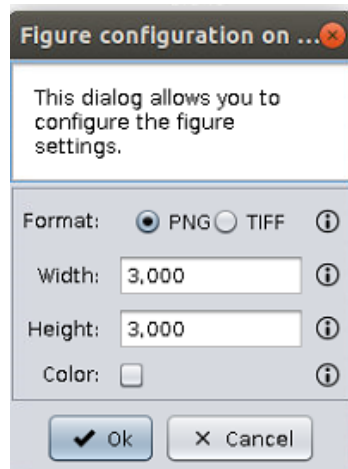 Figure configuration on ...
This dialog allows you to
configure the figure
settings.
Format: PNG TIFF
Width: 3,000
Height: 3,000
Color:
Ok Cancel